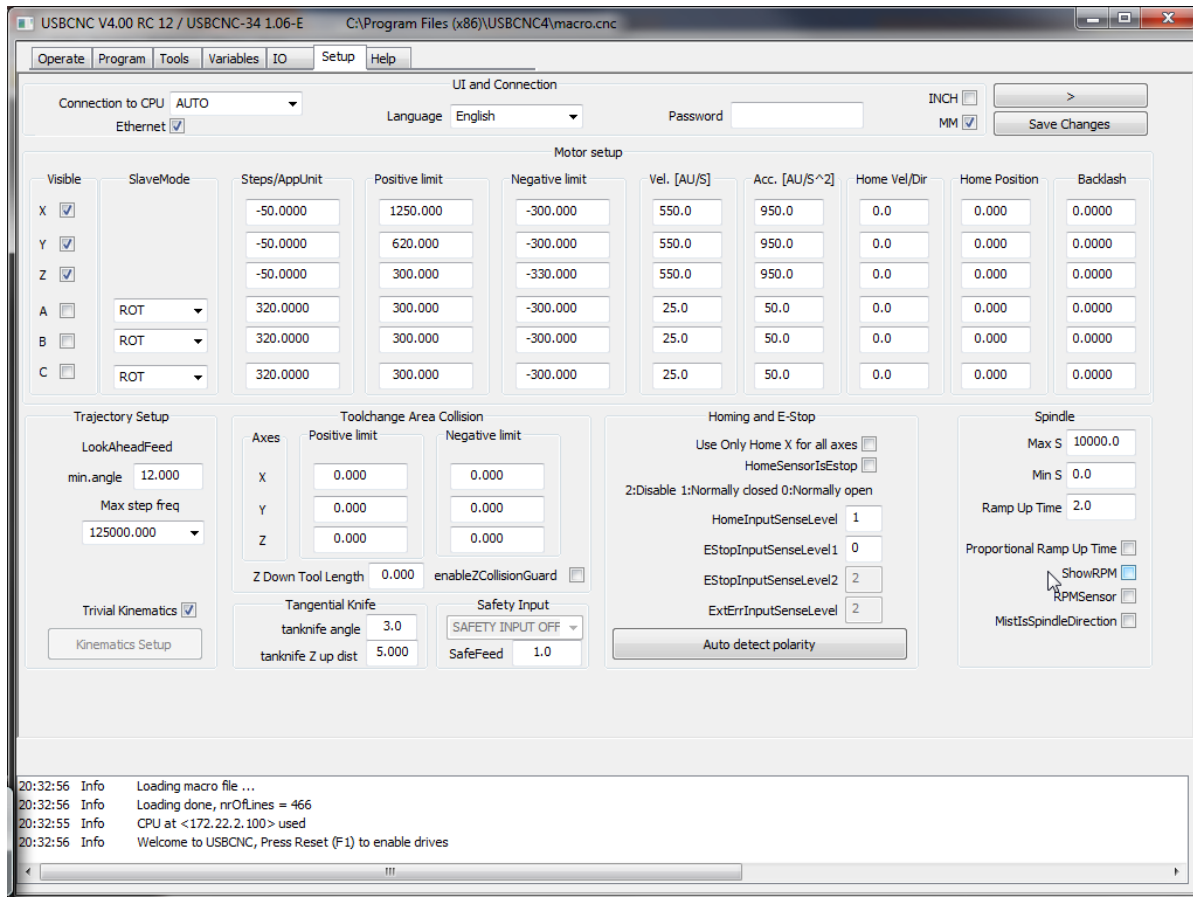 USBCNC V4.00 RC 12 / USBCNC-34 1.06-E C:\Program Files (x86)\USBCNC4\macro.cnc
Operate Program Tools Variables IO Setup Help
UI and Connection
Connection to CPU AUTO Language English Password INCH >
Ethernet MM Save Changes
Motor setup
Visible SlaveMode Steps/AppUnit Positive limit Negative limit Vel. [AU/S] Acc. [AU/S^2] Home Vel/Dir Home Position Backlash
X -50.0000 1250.000 -300.000 550.0 950.0 0.0 0.000 0.0000
Y -50.0000 620.000 -300.000 550.0 950.0 0.0 0.000 0.0000
Z -50.0000 300.000 -330.000 550.0 950.0 0.0 0.000 0.0000
A ROT 320.0000 300.000 -300.000 25.0 50.0 0.0 0.000 0.0000
B ROT 320.0000 300.000 -300.000 25.0 50.0 0.0 0.000 0.0000
C ROT 320.0000 300.000 -300.000 25.0 50.0 0.0 0.000 0.0000
Trajectory Setup
LookAheadFeed
min.angle 12.000
Max step freq
125000.000
Trivial Kinematics
Kinematics Setup
Toolchange Area Collision
Axes Positive limit Negative limit
X 0.000 0.000
Y 0.000 0.000
Z 0.000 0.000
Z Down Tool Length 0.000 enableZCollisionGuard
Tangential Knife
tanknife angle 3.0
tanknife Z up dist 5.000
Safety Input
SAFETY INPUT OFF
SafeFeed 1.0
Homing and E-Stop
Use Only Home X for all axes
HomeSensorIsEstop
2:Disable 1:Normally closed 0:Normally open
HomeInputSenseLevel 1
EStopInputSenseLevel1 0
EStopInputSenseLevel2 2
ExtErrInputSenseLevel 2
Auto detect polarity
Spindle
Max S 10000.0
Min S 0.0
Ramp Up Time 2.0
Proportional Ramp Up Time
ShowRPM
RPMSensor
MistIsSpindleDirection
20:32:56 Info Loading macro file ...
20:32:56 Info Loading done, nrOfLines = 466
20:32:55 Info CPU at <172.22.2.100> used
20:32:56 Info Welcome to USBCNC, Press Reset (F1) to enable drives